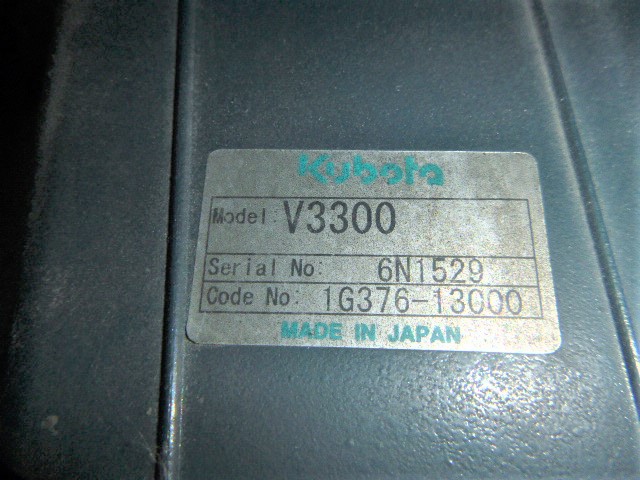 Kubota
Model: V3300
Serial No: 6N1529
Code No: 1G376-13000
MADE IN JAPAN